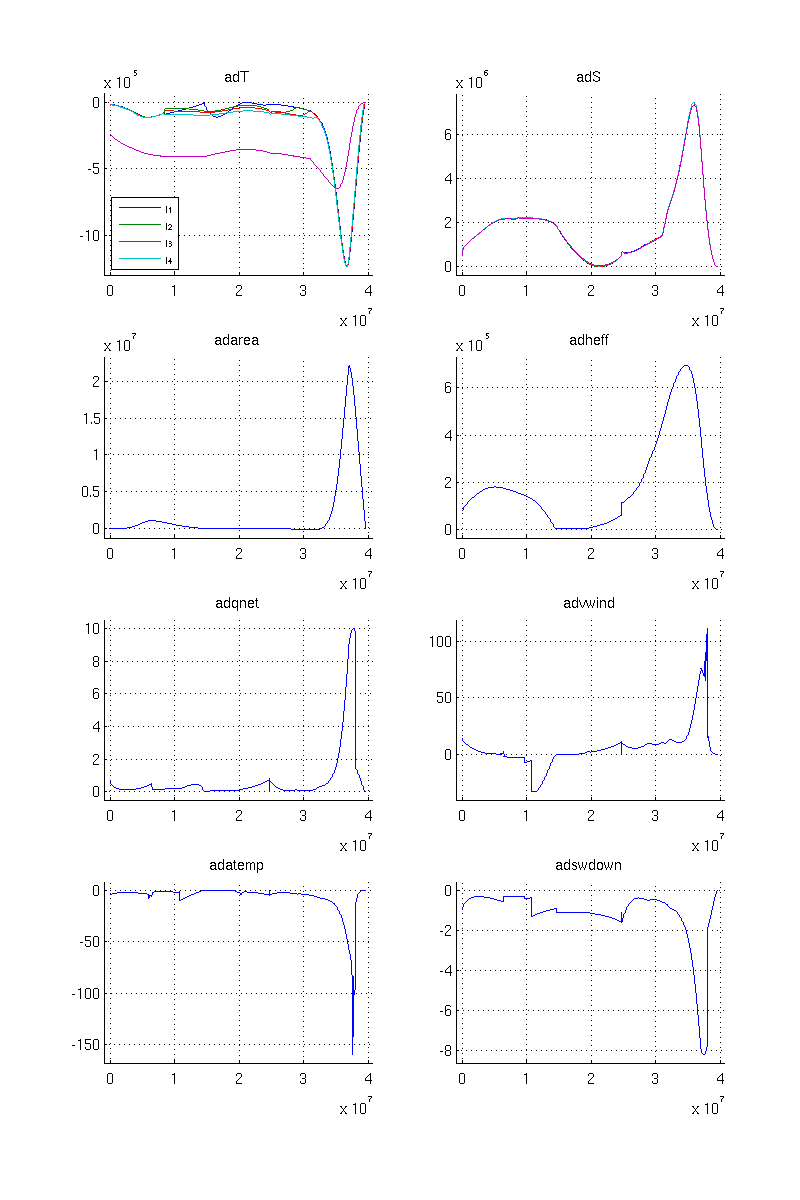 adT
adS
x 10^5
x 10^6
0
-5
-10
l1
l2
l3
l4
6
4
2
0
0 1 2 3 4
0 1 2 3 4
x 10^7
x 10^7
adarea
adheff
x 10^7
x 10^5
2
1.5
1
0.5
0
6
4
2
0
0 1 2 3 4
0 1 2 3 4
x 10^7
x 10^7
adqnet
advwind
10
8
6
4
2
0
100
50
0
0 1 2 3 4
0 1 2 3 4
x 10^7
x 10^7
adatemp
adswdown
0
-50
-100
-150
0
-2
-4
-6
-8
0 1 2 3 4
0 1 2 3 4
x 10^7
x 10^7